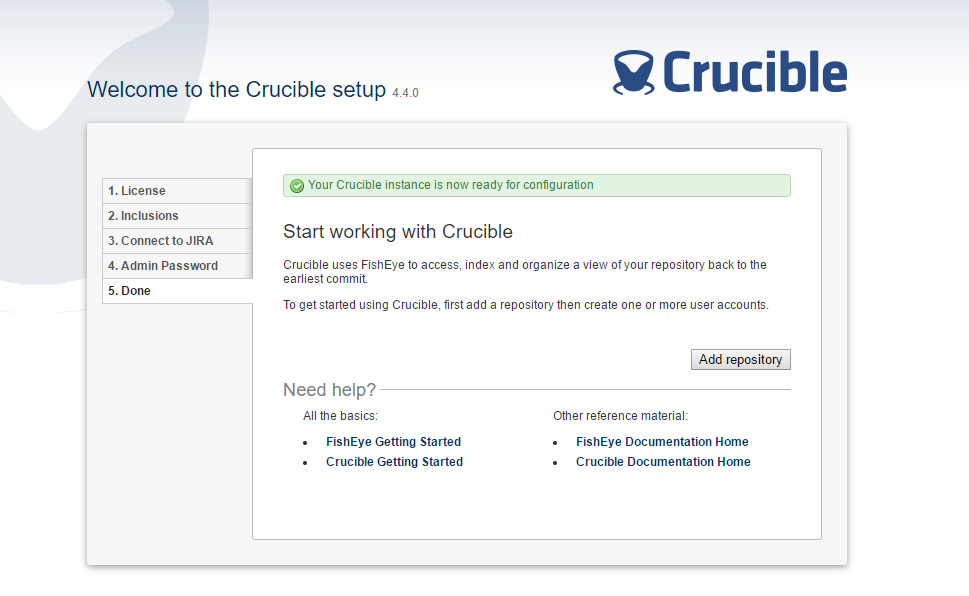 Crucible
Welcome to the Crucible setup 4.4.0
1. License
2. Inclusions
3. Connect to JIRA
4. Admin Password
5. Done
Your Crucible instance is now ready for configuration
Start working with Crucible
Crucible uses FishEye to access, index and organize a view of your repository back to the
earliest commit.
To get started using Crucible, first add a repository then create one or more user accounts.
Add repository
Need help?
All the basics:
FishEye Getting Started
Crucible Getting Started
Other reference material:
FishEye Documentation Home
Crucible Documentation Home